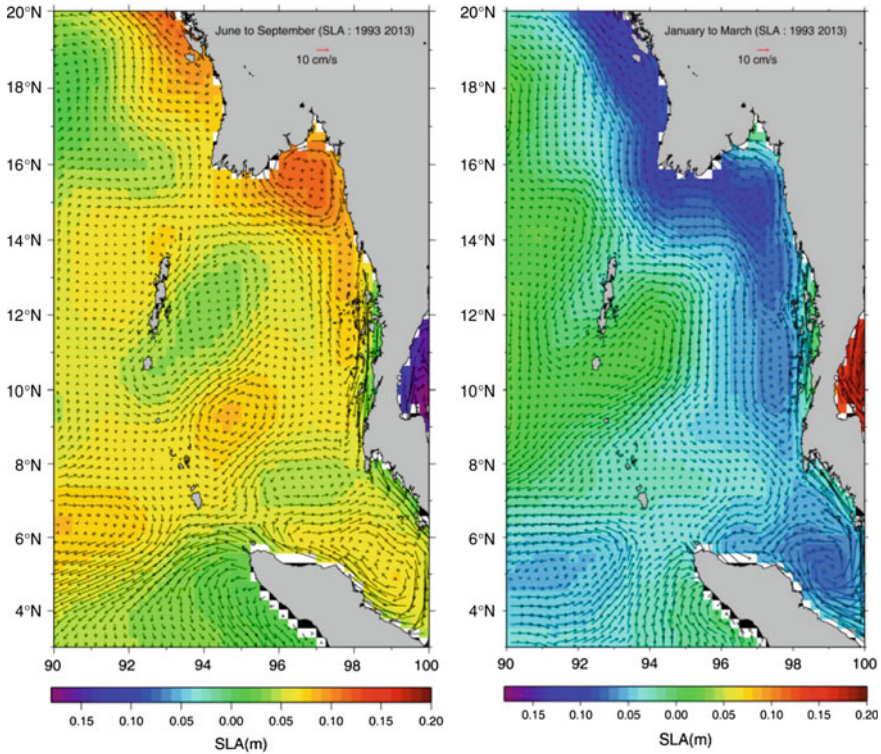 June to September (SLA : 1993 2013)
10 cm/s
20°N
18°N
16°N
14°N
12°N
10°N
8°N
6°N
4°N
90 92 94 96 98 100
0.15 0.10 0.05 0.00 0.05 0.10 0.15 0.20
SLA(m)
January to March (SLA : 1993 2013)
10 cm/s
20°N
18°N
16°N
14°N
12°N
10°N
8°N
6°N
4°N
90 92 94 96 98 100
0.15 0.10 0.05 0.00 0.05 0.10 0.15 0.20
SLA(m)